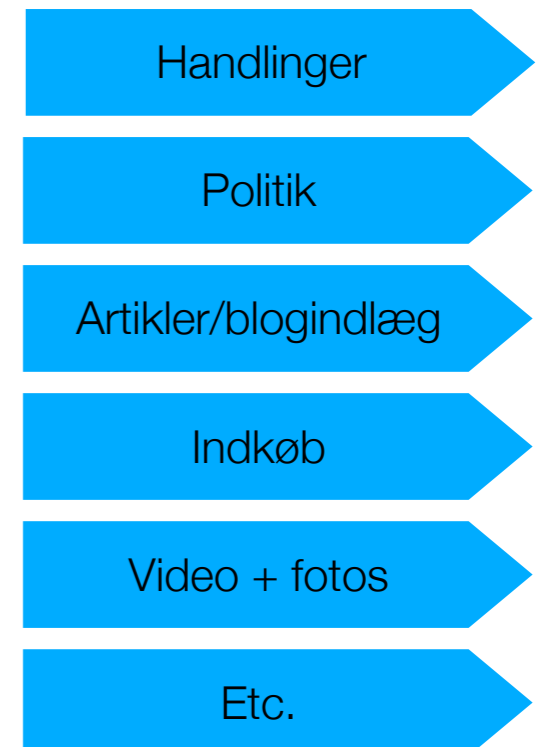 Handlinger
Politik
Artikler/blogindlæg
Indkøb
Video + fotos
Etc.